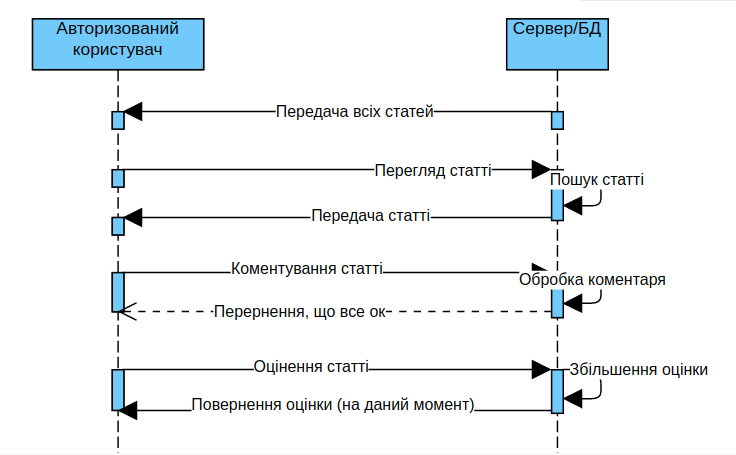 Авторизований
користувач
Сервер/БД
Передача всіх статей
Перегляд статті
Пошук статті
Передача статті
Коментування статті
Обробка коментаря
Перернення, що все ок
Оцінення статті
Збільшення оцінки
Повернення оцінки (на даний момент)